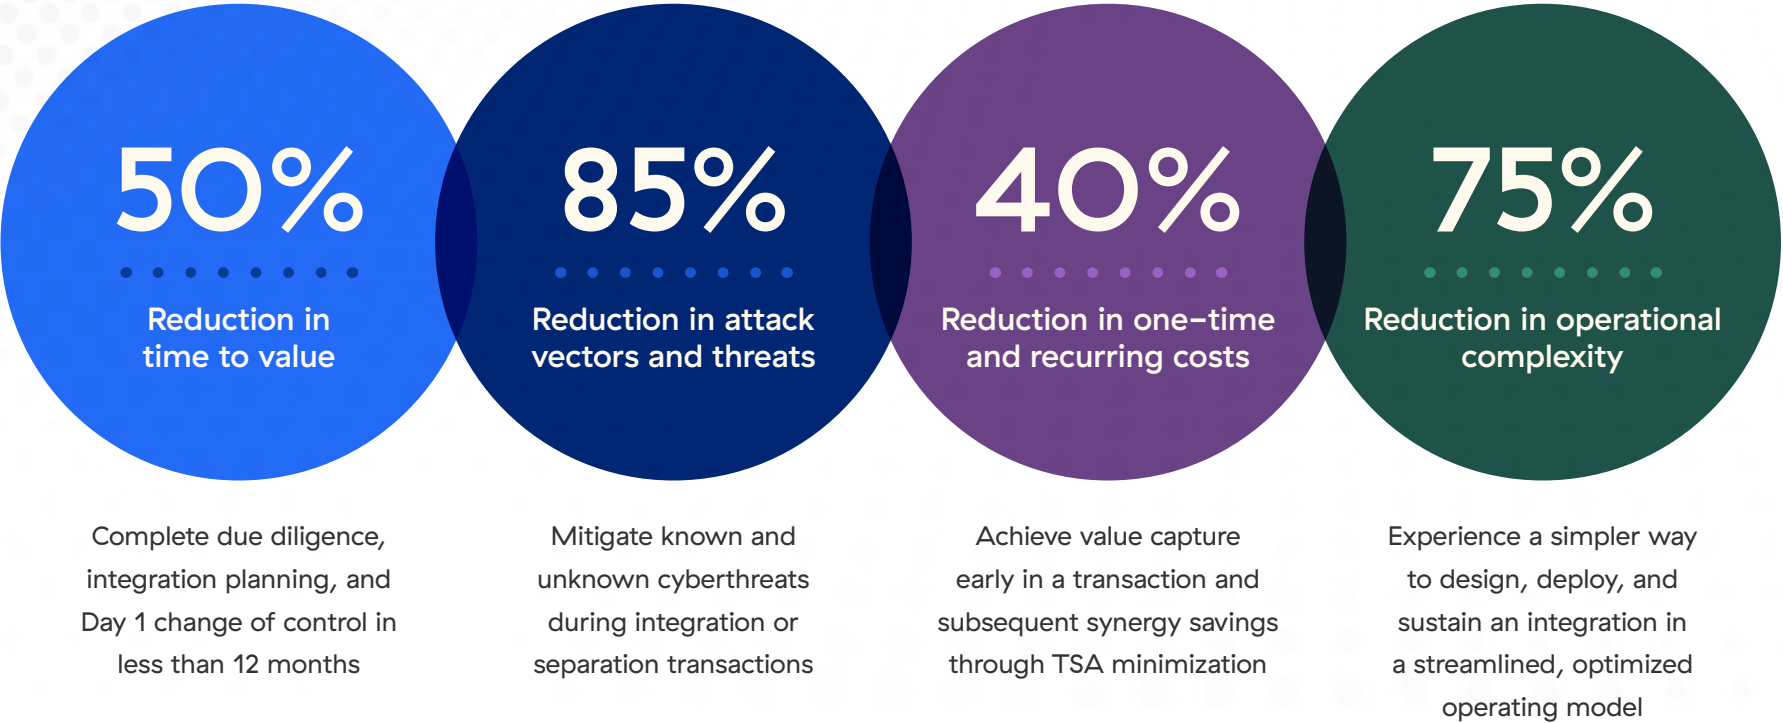 50%
Reduction in
time to value
Complete due diligence,
integration planning, and
Day 1 change of control in
less than 12 months
85%
Reduction in attack
vectors and threats
Mitigate known and
unknown cyberthreats
during integration or
separation transactions
40%
Reduction in one-time
and recurring costs
Achieve value capture
early in a transaction and
subsequent synergy savings
through TSA minimization
75%
Reduction in operational
complexity
Experience a simpler way
to design, deploy, and
sustain an integration in
a streamlined, optimized
operating model